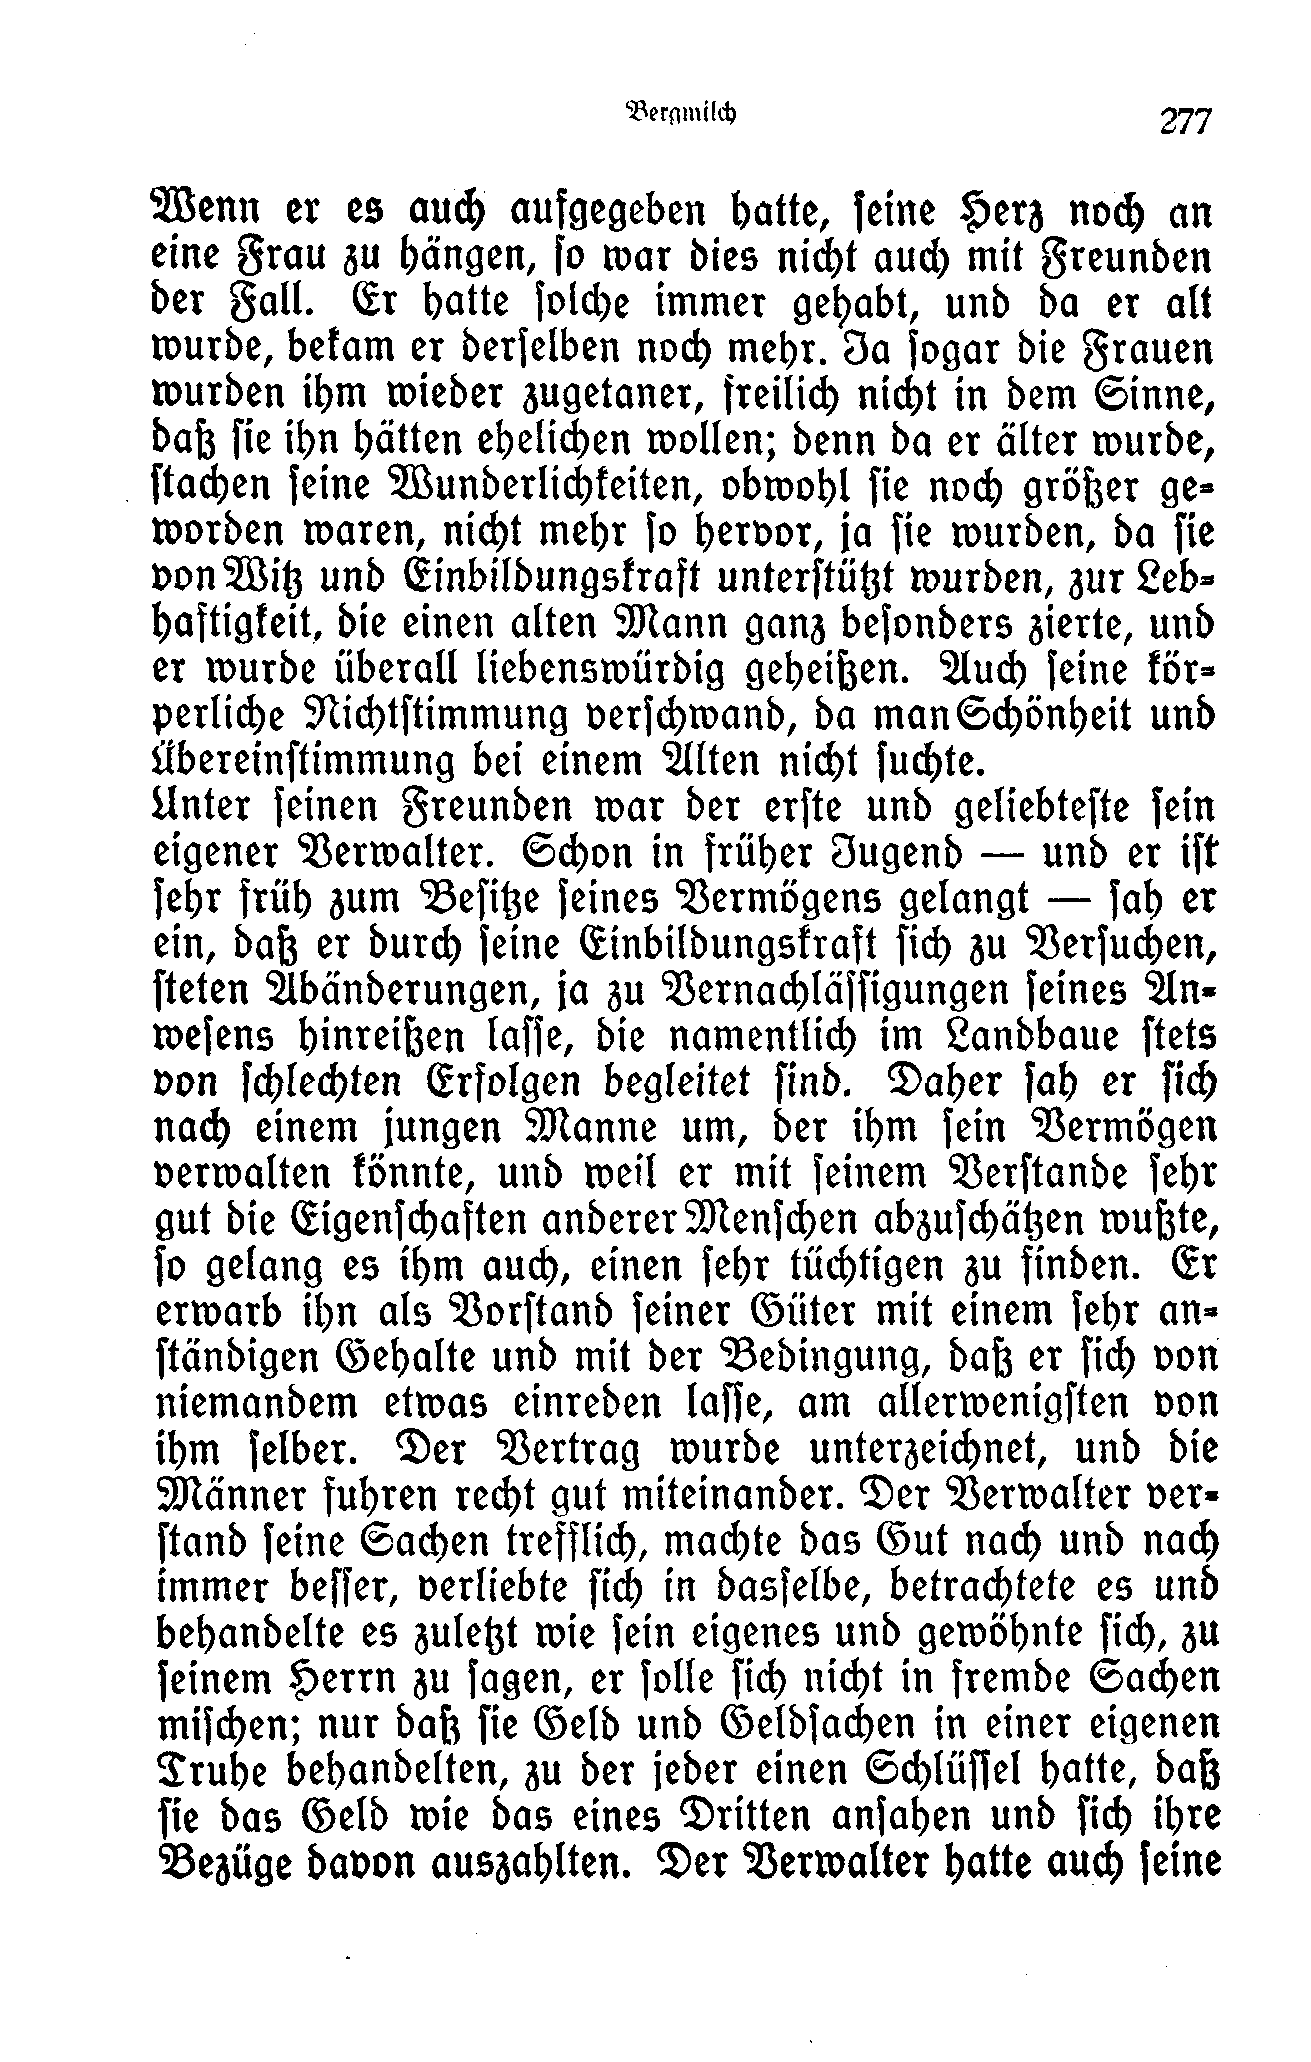 Bergmilch 277
Wenn er es auch aufgegeben hatte, seine Herz noch an
eine Frau zu hängen, so war dies nicht auch mit Freunden
der Fall. Er hatte solche immer gehabt, und da er alt
wurde, bekam er derselben noch mehr. Ja sogar die Frauen
wurden ihm wieder zugetaner, freilich nicht in dem Sinne,
daß sie ihn hätten ehelichen wollen; denn da er älter wurde,
stachen seine Wunderlichkeiten, obwohl sie noch größer ge-
worden waren, nicht mehr so hervor, ja sie wurden, da sie
von Witz und Einbildungskraft unterstützt wurden, zur Leb-
haftigkeit, die einen alten Mann ganz besonders zierte, und
er wurde überall liebenswürdig geheißen. Auch seine kör-
perliche Nichtstimmung verschwand, da man Schönheit und
Übereinstimmung bei einem Alten nicht suchte.
Unter seinen Freunden war der erste und geliebteste sein
eigener Verwalter. Schon in früher Jugend — und er ist
sehr früh zum Besitze seines Vermögens gelangt — sah er
ein, daß er durch seine Einbildungskraft sich zu Versuchen,
steten Abänderungen, ja zu Vernachlässigungen seines An-
wesens hinreißen lasse, die namentlich im Landbaue stets
von schlechten Erfolgen begleitet sind. Daher sah er sich
nach einem jungen Manne um, der ihm sein Vermögen
verwalten könnte, und weil er mit seinem Verstande sehr
gut die Eigenschaften anderer Menschen abzuschätzen wußte,
so gelang es ihm auch, einen sehr tüchtigen zu finden. Er
erwarb ihn als Vorstand seiner Güter mit einem sehr an-
ständigen Gehalte und mit der Bedingung, daß er sich von
niemandem etwas einreden lasse, am allerwenigsten von
ihm selber. Der Vertrag wurde unterzeichnet, und die
Männer fuhren recht gut miteinander. Der Verwalter ver-
stand seine Sachen trefflich, machte das Gut nach und nach
immer besser, verliebte sich in dasselbe, betrachtete es und
behandelte es zuletzt wie sein eigenes und gewöhnte sich, zu
seinem Herrn zu sagen, er solle sich nicht in fremde Sachen
mischen; nur daß sie Geld und Geldsachen in einer eigenen
Truhe behandelten, zu der jeder einen Schlüssel hatte, daß
sie das Geld wie das eines Dritten ansahen und sich ihre
Bezüge davon auszahlten. Der Verwalter hatte auch seine